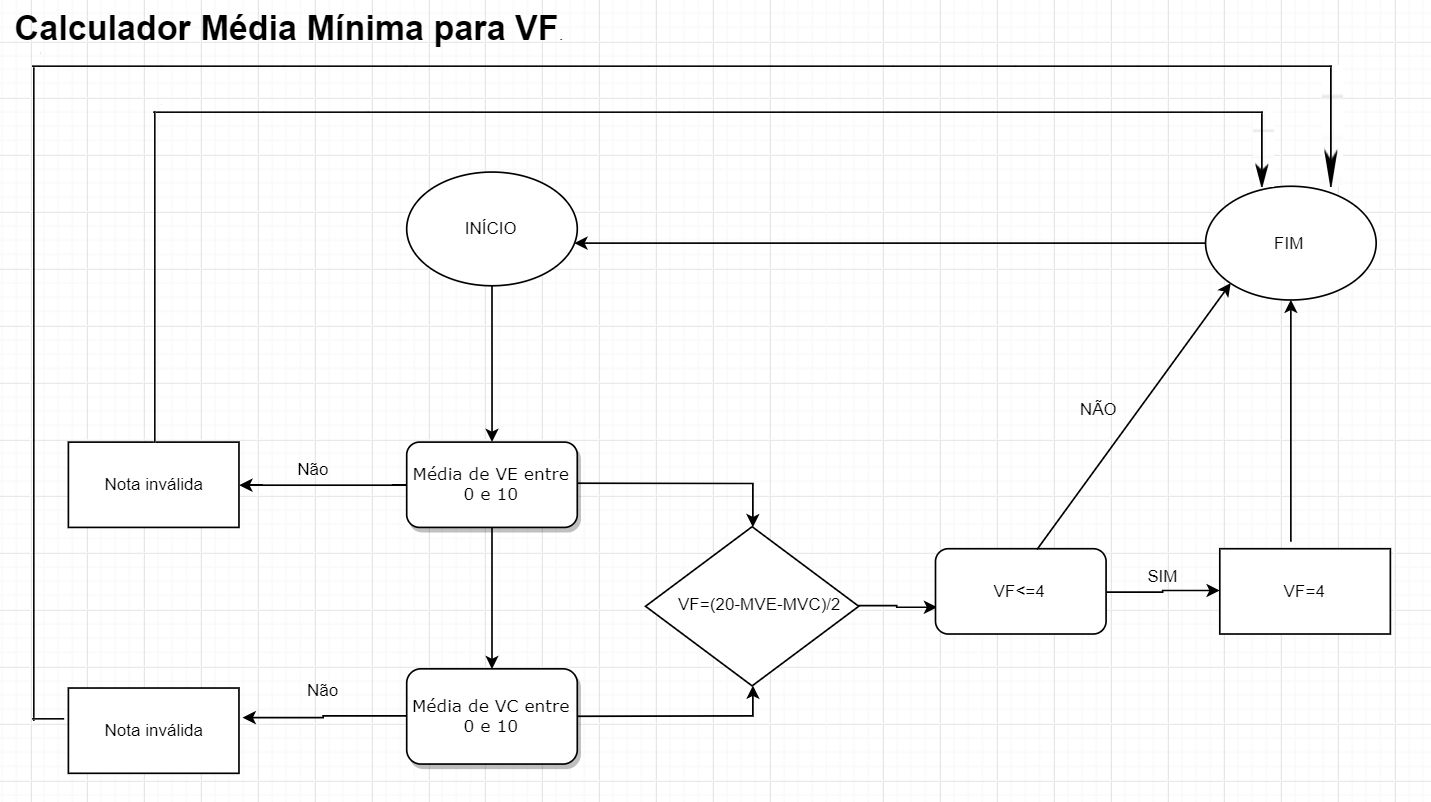 Calculador Média Mínima para VF.
INÍCIO
FIM
NÃO
Nota inválida
Não
Média de VE entre
0 e 10
VF=(20-MVE-MVC)/2
VF<=4
SIM
VF=4
Nota inválida
Não
Média de VC entre
0 e 10